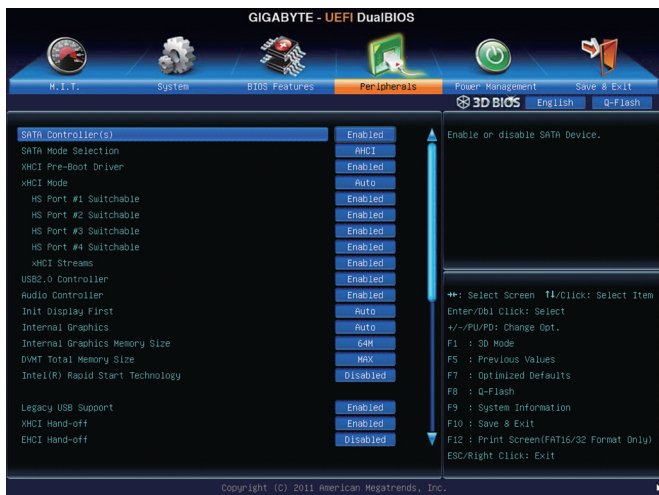 GIGABYTE - UEFI DualBIOS
M.I.T. System BIOS Features Peripherals Power Management Save & Exit
3D BIOS English Q-Flash
SATA Controller(s) Enabled
SATA Mode Selection AHCI
XHCI Pre-Boot Driver Enabled
xHCI Mode Auto
HS Port #1 Switchable Enabled
HS Port #2 Switchable Enabled
HS Port #3 Switchable Enabled
HS Port #4 Switchable Enabled
xHCI Streams Enabled
USB2.0 Controller Enabled
Audio Controller Enabled
Init Display First Auto
Internal Graphics Auto
Internal Graphics Memory Size 64M
DVMT Total Memory Size MAX
Intel(R) Rapid Start Technology Disabled
Legacy USB Support Enabled
XHCI Hand-off Enabled
EHCI Hand-off Disabled
Enable or disable SATA Device.
→←: Select Screen ↑↓/Click: Select Item
Enter/Dbl Click: Select
+/-/PU/PD: Change Opt.
F1 : 3D Mode
F5 : Previous Values
F7 : Optimized Defaults
F8 : Q-Flash
F9 : System Information
F10 : Save & Exit
F12 : Print Screen(FAT16/32 Format Only)
ESC/Right Click: Exit
Copyright (C) 2011 American Megatrends, Inc.